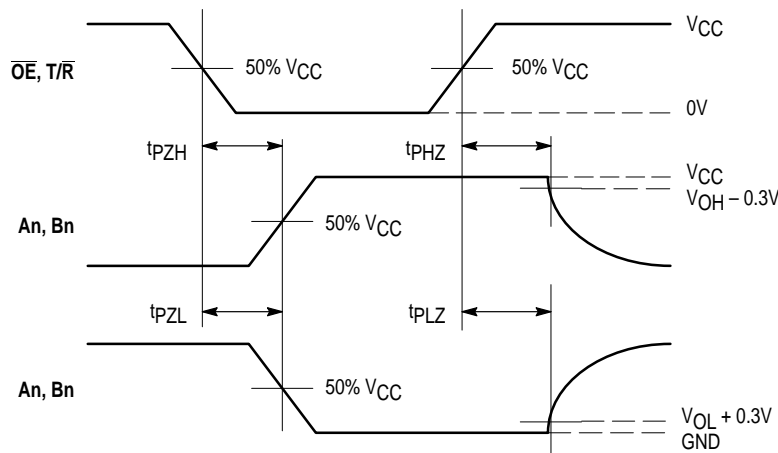 VCC
O̅E̅, T/R̅
50% VCC
50% VCC
0V
tPZH
tPHZ
VCC
VOH – 0.3V
An, Bn
50% VCC
tPZL
tPLZ
An, Bn
50% VCC
VOL + 0.3V
GND